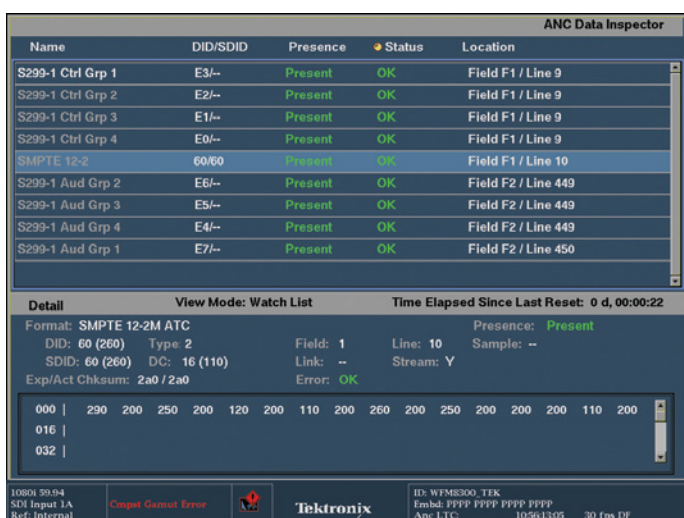 ANC Data Inspector
Name DID/SDID Presence Status Location
S299-1 Ctrl Grp 1 E3/-- Present OK Field F1 / Line 9
S299-1 Ctrl Grp 2 E2/-- Present OK Field F1 / Line 9
S299-1 Ctrl Grp 3 E1/-- Present OK Field F1 / Line 9
S299-1 Ctrl Grp 4 E0/-- Present OK Field F1 / Line 9
SMPTE 12-2 60/60 Present OK Field F1 / Line 10
S299-1 Aud Grp 2 E6/-- Present OK Field F2 / Line 449
S299-1 Aud Grp 3 E5/-- Present OK Field F2 / Line 449
S299-1 Aud Grp 4 E4/-- Present OK Field F2 / Line 449
S299-1 Aud Grp 1 E7/-- Present OK Field F2 / Line 450
Detail View Mode: Watch List Time Elapsed Since Last Reset: 0 d, 00:00:22
Format: SMPTE 12-2M ATC Presence: Present
DID: 60 (260) Type: 2 Field: 1 Line: 10 Sample: --
SDID: 60 (260) DC: 16 (110) Link: -- Stream: Y
Exp/Act Chksum: 2a0 / 2a0 Error: OK
000 | 290 200 250 200 120 200 110 200 260 200 250 200 200 200 110 200
016 |
032 |
1080i 59.94
SDI Input 1A
Ref: Internal
Cmpst Gamut Error
Tektronix
ID: WFM8300_TEK
Embd: PPPP PPPP PPPP PPPP
Anc LTC: 10:56:13:05 30 fps DF